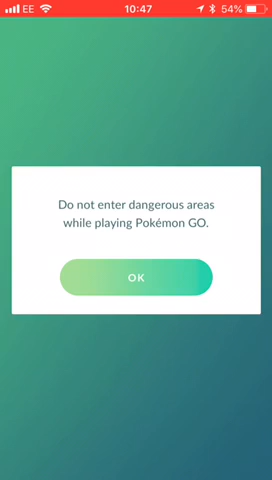 EE 10:47 54%
Do not enter dangerous areas
while playing Pokémon GO.
OK